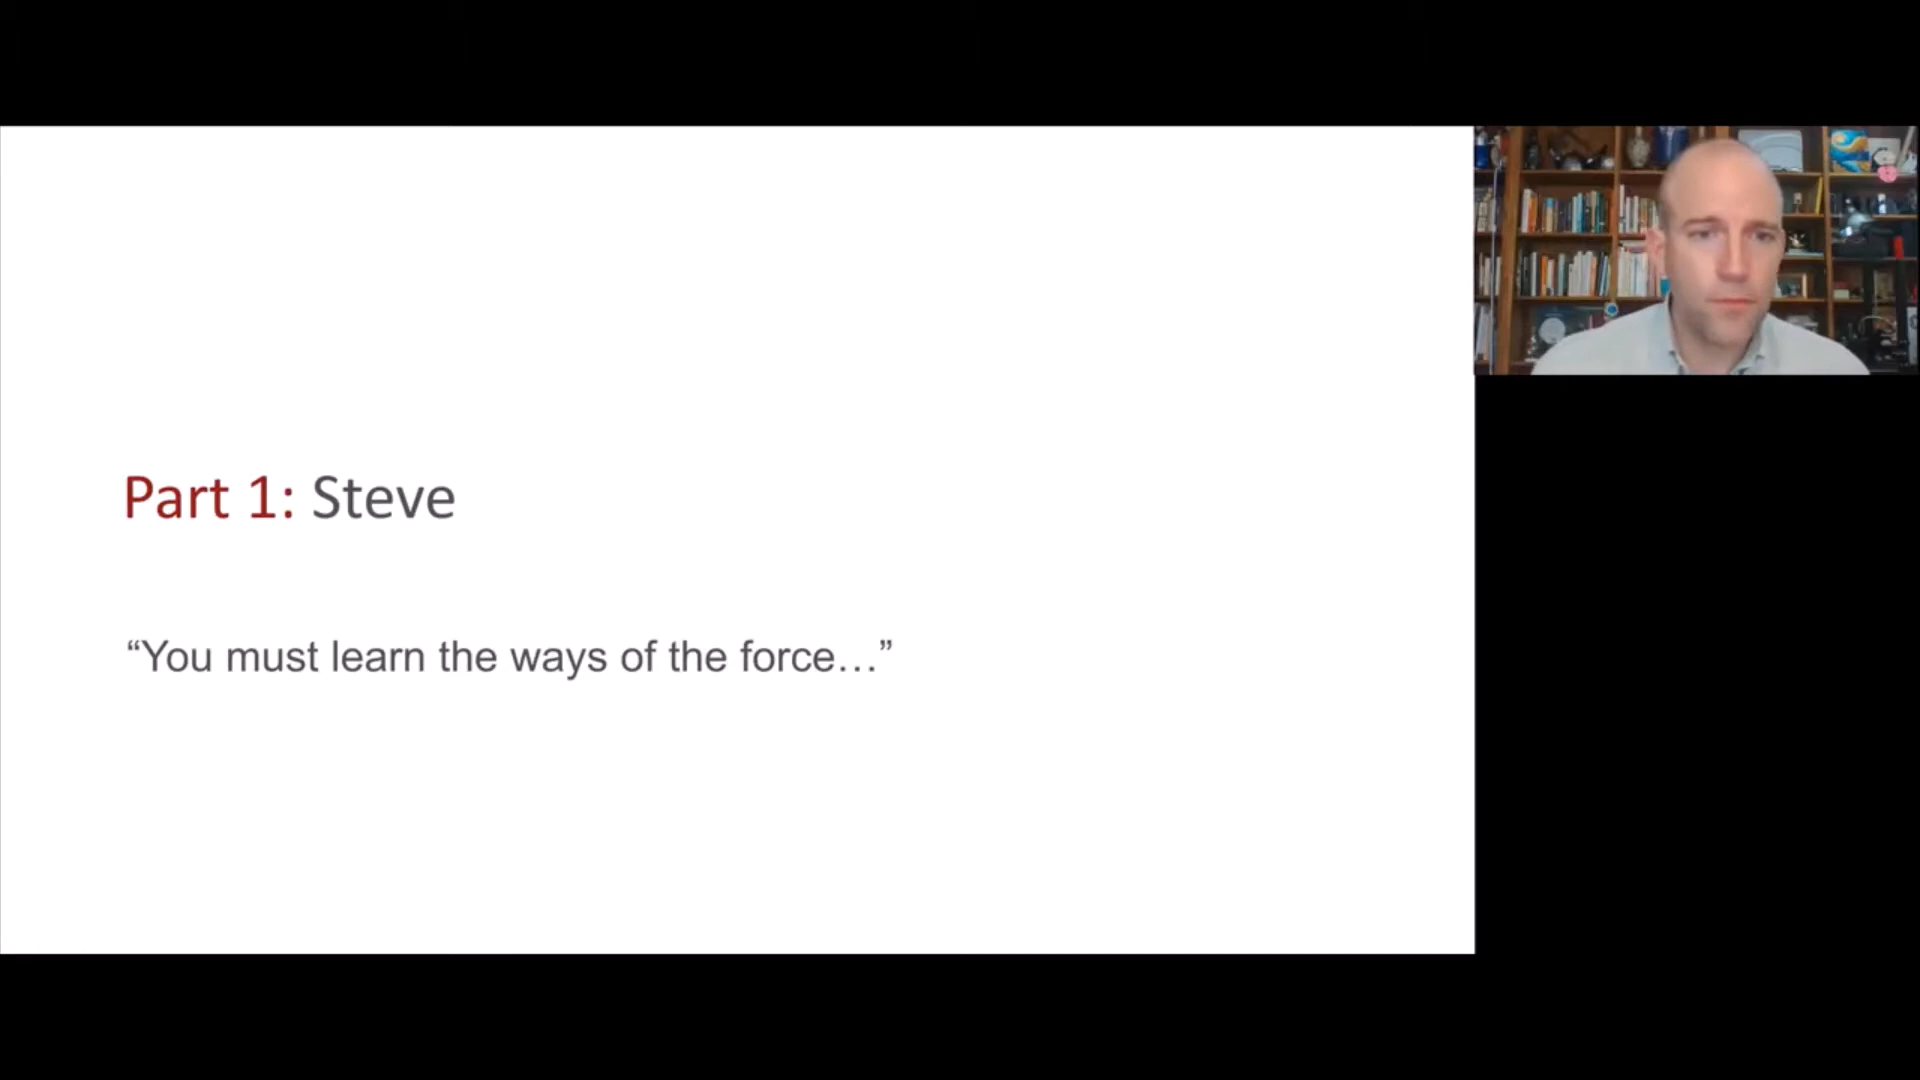 Part 1: Steve
“You must learn the ways of the force…”